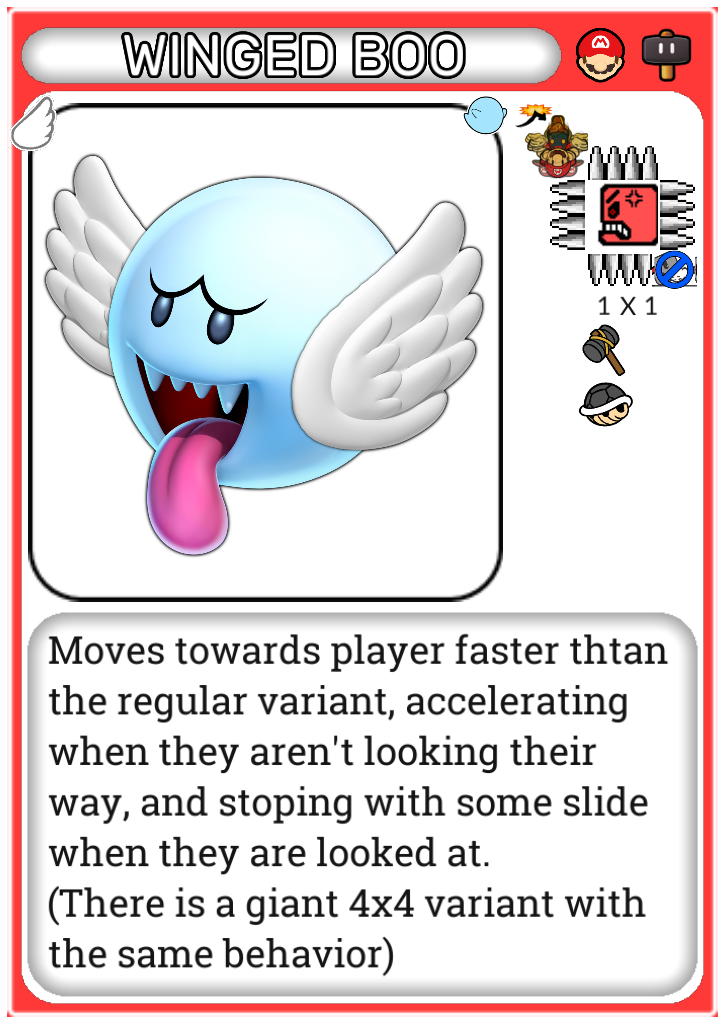 WINGED BOO
1 X 1
Moves towards player faster thtan
the regular variant, accelerating
when they aren't looking their
way, and stoping with some slide
when they are looked at.
(There is a giant 4x4 variant with
the same behavior)